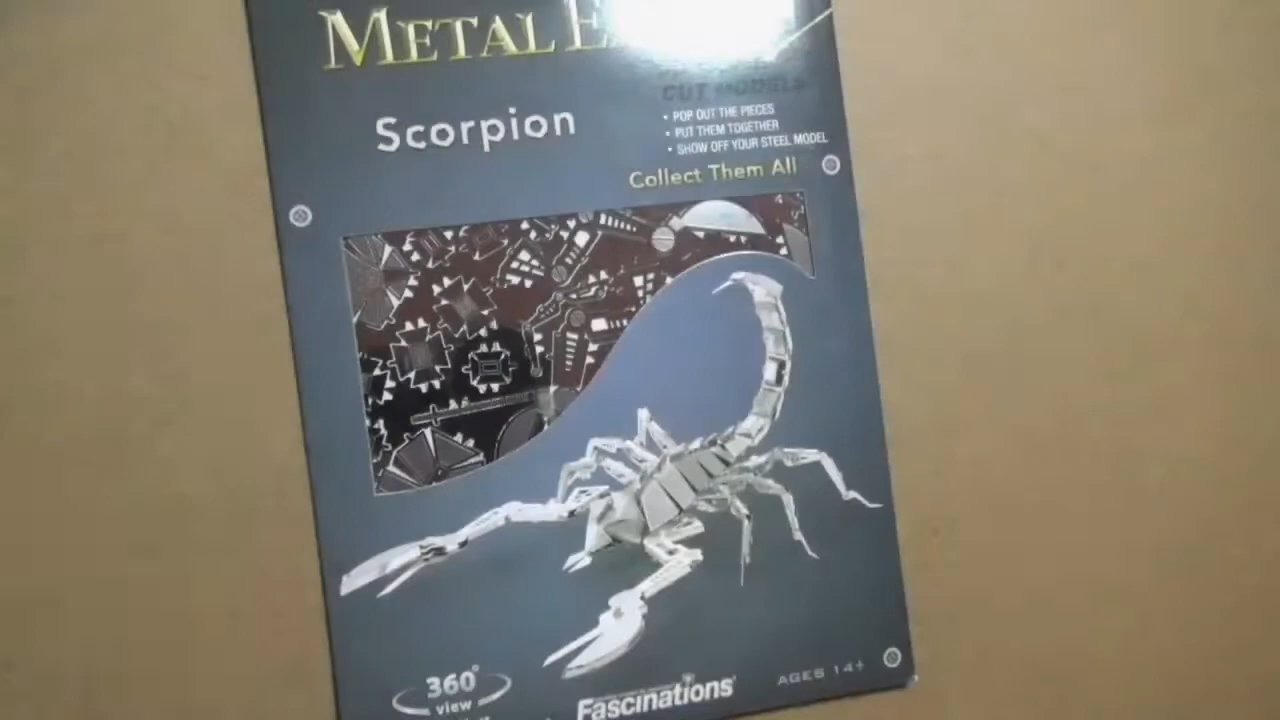 METAL
Scorpion
CUT MODELS
• POP OUT THE PIECES
• PUT THEM TOGETHER
• SHOW OFF YOUR STEEL MODEL
Collect Them All
360°
view
Fascinations
AGES 14+